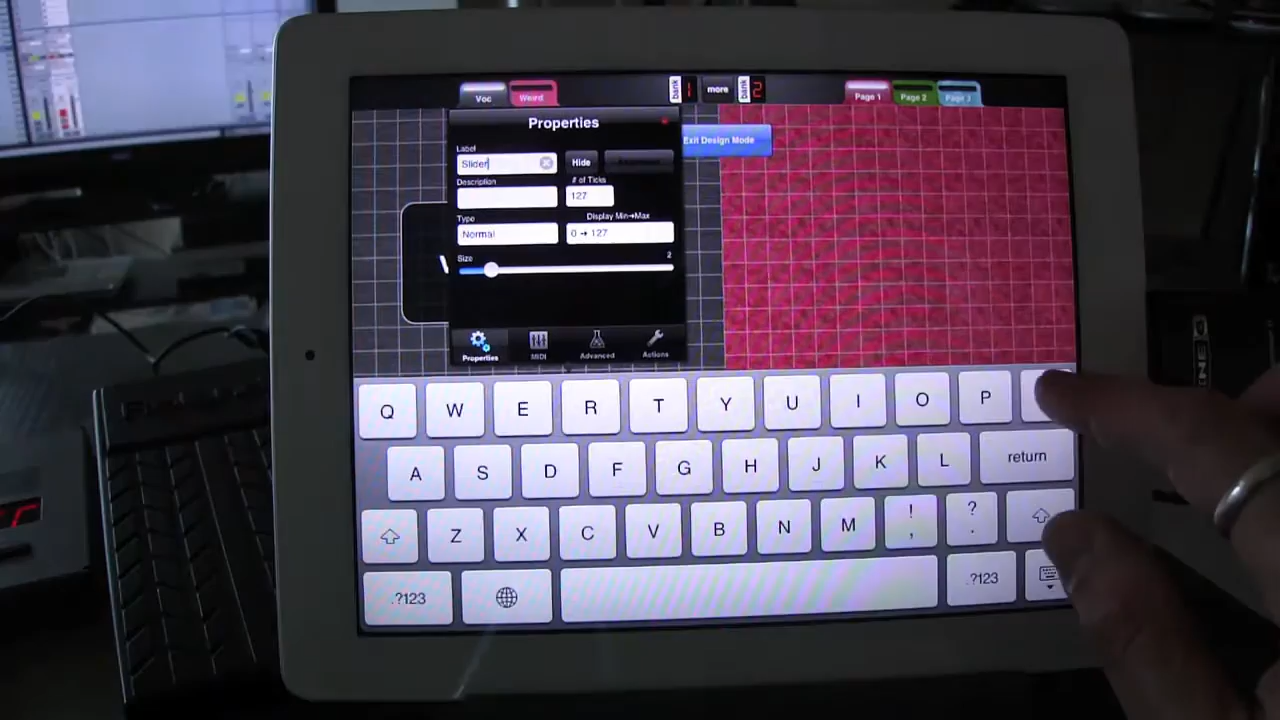 Voc Weird bank 1 more bank 2 Page 1 Page 2 Page 3
Properties
Exit Design Mode
Label
Slider Hide
Description # of Ticks
127
Type Display Min→Max
Normal 0 → 127
Size 2
Properties MIDI Advanced Actions
Q W E R T Y U I O P
A S D F G H J K L return
Z X C V B N M ! , ? .
.?123 .?123